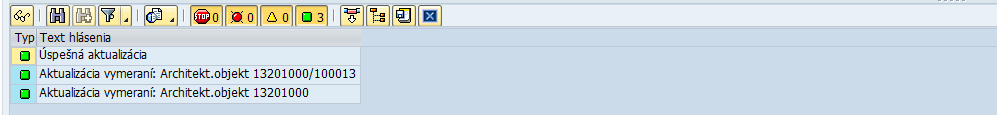 STOP 0 0 0 3
Typ Text hlásenia
Úspešná aktualizácia
Aktualizácia vymeraní: Architekt.objekt 13201000/100013
Aktualizácia vymeraní: Architekt.objekt 13201000